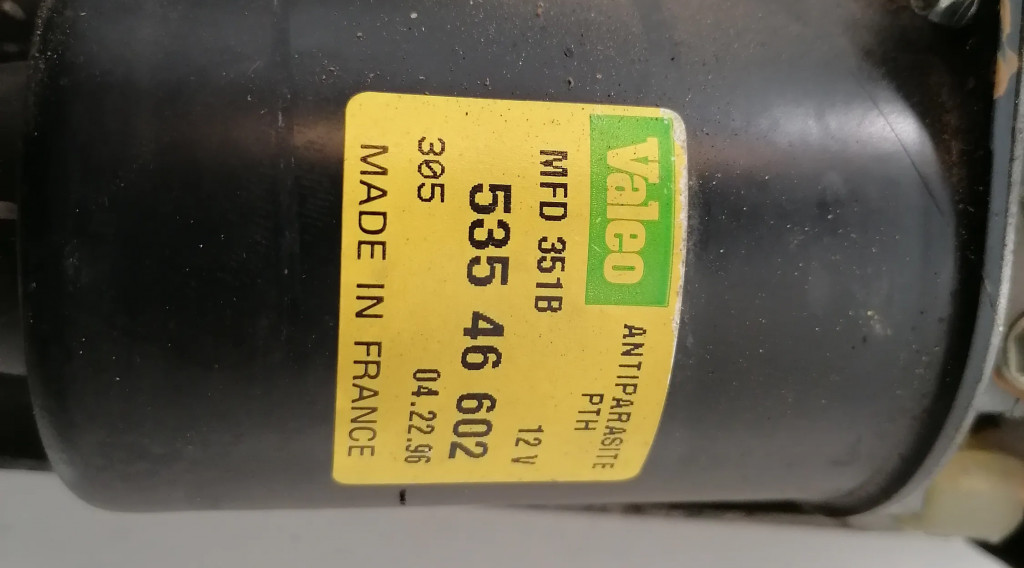 Valeo
ANTIPARASITE
PTH
MFD 351B
12 V
535 46 602
305
04.22.96
MADE IN FRANCE